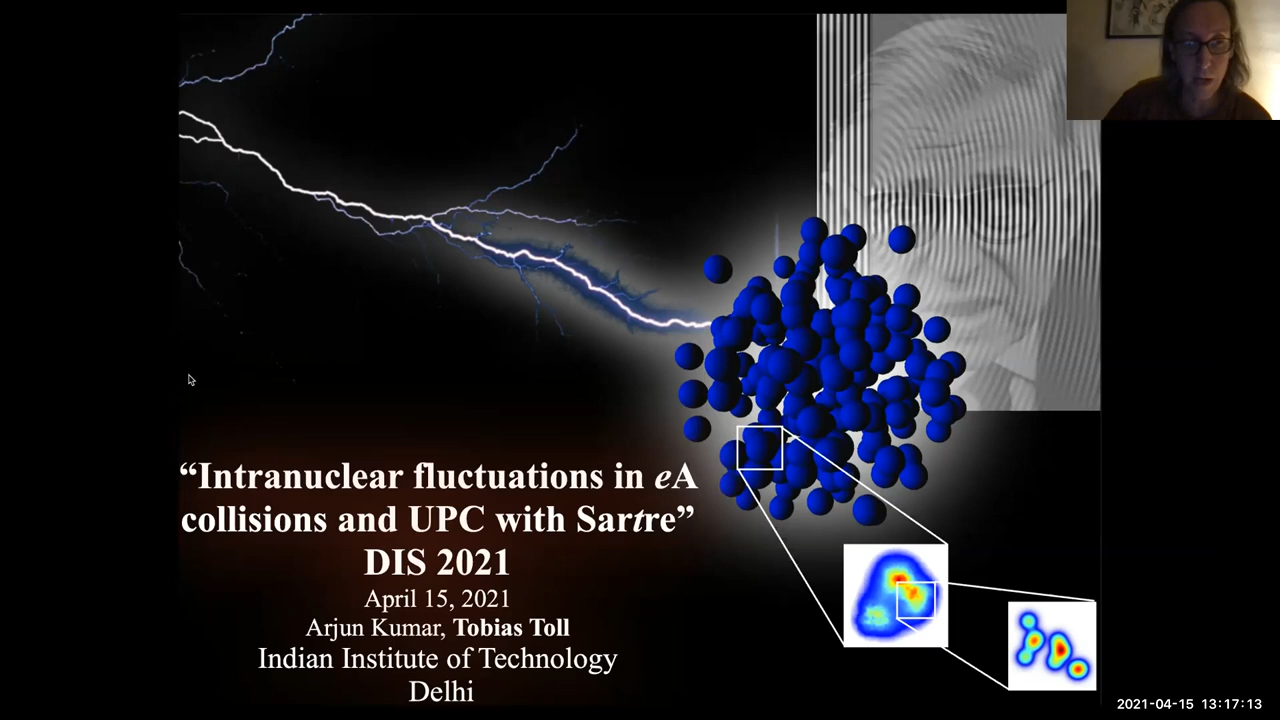 “Intranuclear fluctuations in eA
collisions and UPC with Sartre”
DIS 2021
April 15, 2021
Arjun Kumar, Tobias Toll
Indian Institute of Technology
Delhi
2021-04-15 13:17:13